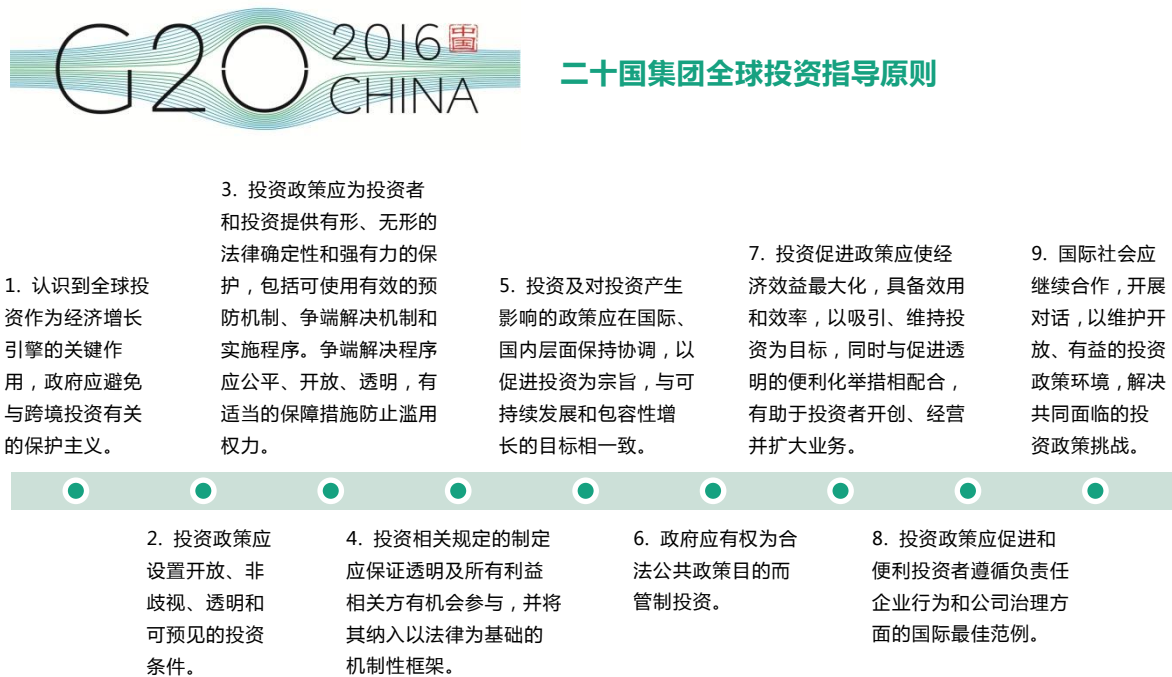 G20 2016 中国
CHINA
二十国集团全球投资指导原则
1. 认识到全球投
资作为经济增长
引擎的关键作
用，政府应避免
与跨境投资有关
的保护主义。
2. 投资政策应
设置开放、非
歧视、透明和
可预见的投资
条件。
3. 投资政策应为投资者
和投资提供有形、无形的
法律确定性和强有力的保
护，包括可使用有效的预
防机制、争端解决机制和
实施程序。争端解决程序
应公平、开放、透明，有
适当的保障措施防止滥用
权力。
4. 投资相关规定的制定
应保证透明及所有利益
相关方有机会参与，并将
其纳入以法律为基础的
机制性框架。
5. 投资及对投资产生
影响的政策应在国际、
国内层面保持协调，以
促进投资为宗旨，与可
持续发展和包容性增
长的目标相一致。
6. 政府应有权为合
法公共政策目的而
管制投资。
7. 投资促进政策应使经
济效益最大化，具备效用
和效率，以吸引、维持投
资为目标，同时与促进透
明的便利化举措相配合，
有助于投资者开创、经营
并扩大业务。
8. 投资政策应促进和
便利投资者遵循负责任
企业行为和公司治理方
面的国际最佳范例。
9. 国际社会应
继续合作，开展
对话，以维护开
放、有益的投资
政策环境，解决
共同面临的投
资政策挑战。